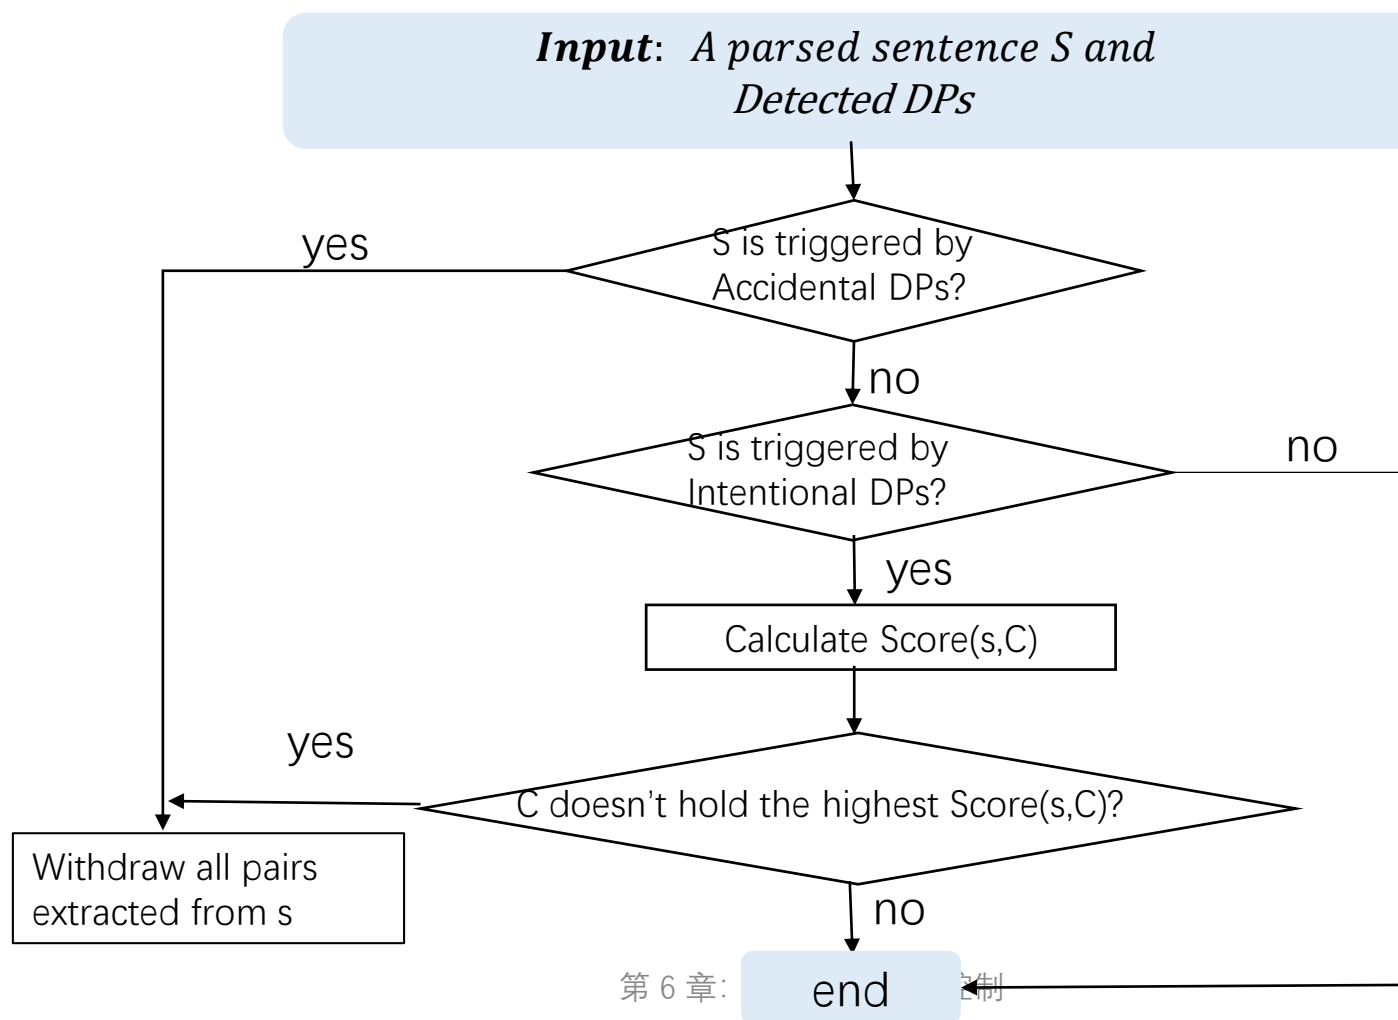 Input: A parsed sentence S and
Detected DPs
yes
S is triggered by
Accidental DPs?
no
S is triggered by
Intentional DPs?
no
yes
Calculate Score(s,C)
yes
C doesn't hold the highest Score(s,C)?
Withdraw all pairs
extracted from s
no
第 6 章:
制
end